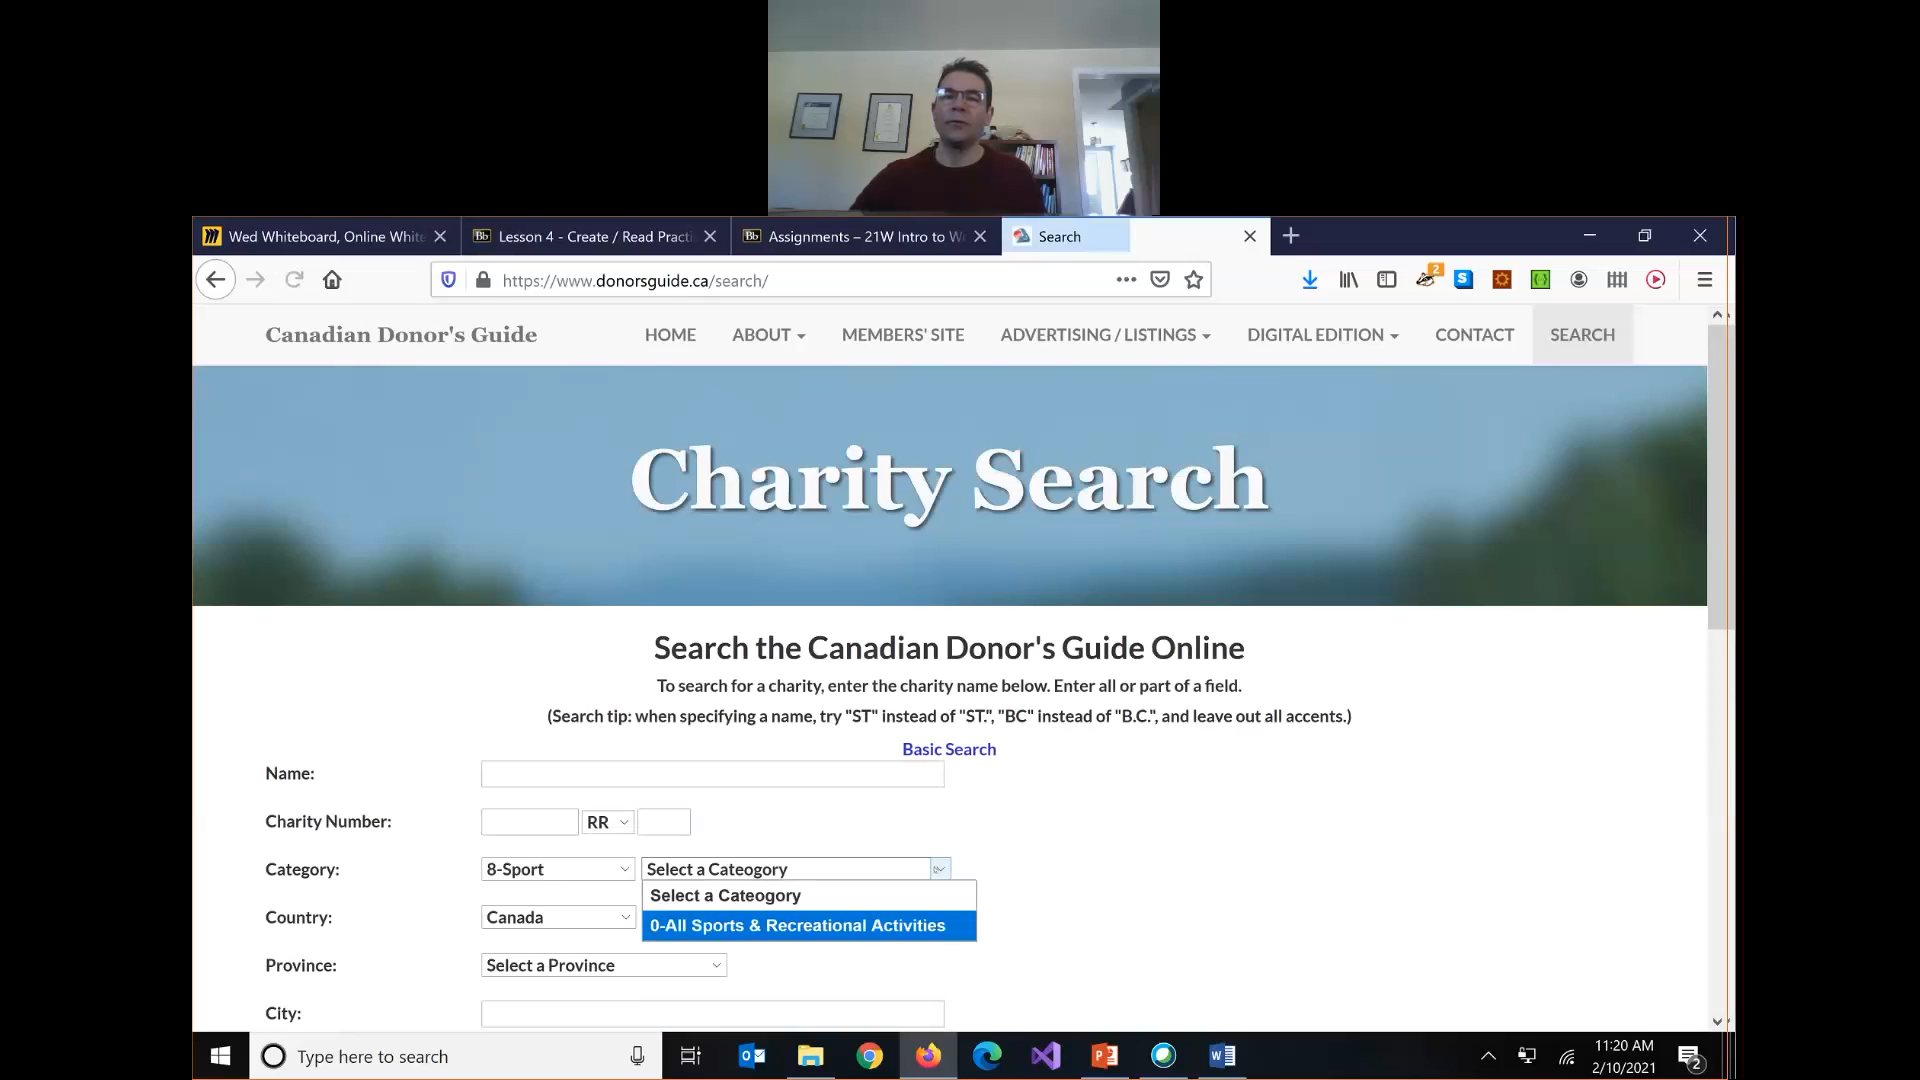 Wed Whiteboard, Online White
Lesson 4 - Create / Read Practi
Assignments – 21W Intro to W
Search
https://www.donorsguide.ca/search/
2
S
Canadian Donor's Guide
HOME
ABOUT
MEMBERS' SITE
ADVERTISING / LISTINGS
DIGITAL EDITION
CONTACT
SEARCH
Charity Search
Search the Canadian Donor's Guide Online
To search for a charity, enter the charity name below. Enter all or part of a field.
(Search tip: when specifying a name, try "ST" instead of "ST.", "BC" instead of "B.C.", and leave out all accents.)
Basic Search
Name:
Charity Number:
RR
Category:
8-Sport
Select a Cateogory
Select a Cateogory
0-All Sports & Recreational Activities
Country:
Canada
Province:
Select a Province
City:
Type here to search
11:20 AM
2/10/2021
2